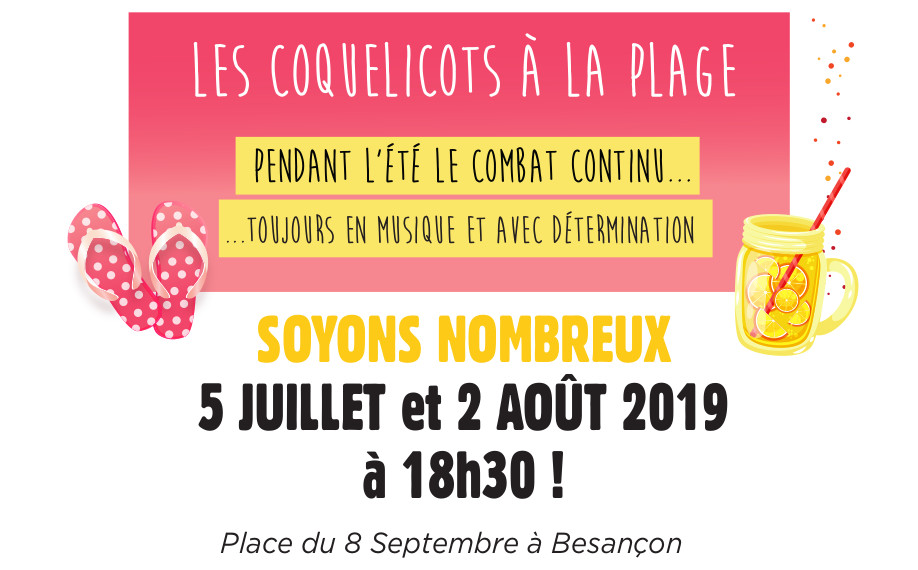 LES COQUELICOTS À LA PLAGE
PENDANT L'ÉTÉ LE COMBAT CONTINU...
...TOUJOURS EN MUSIQUE ET AVEC DÉTERMINATION
SOYONS NOMBREUX
5 JUILLET et 2 AOÛT 2019
à 18h30 !
Place du 8 Septembre à Besançon